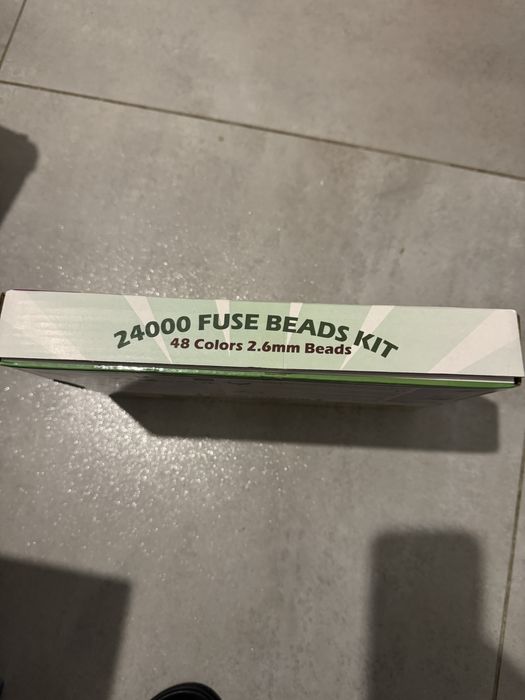 24000 FUSE BEADS KIT
48 Colors 2.6mm Beads